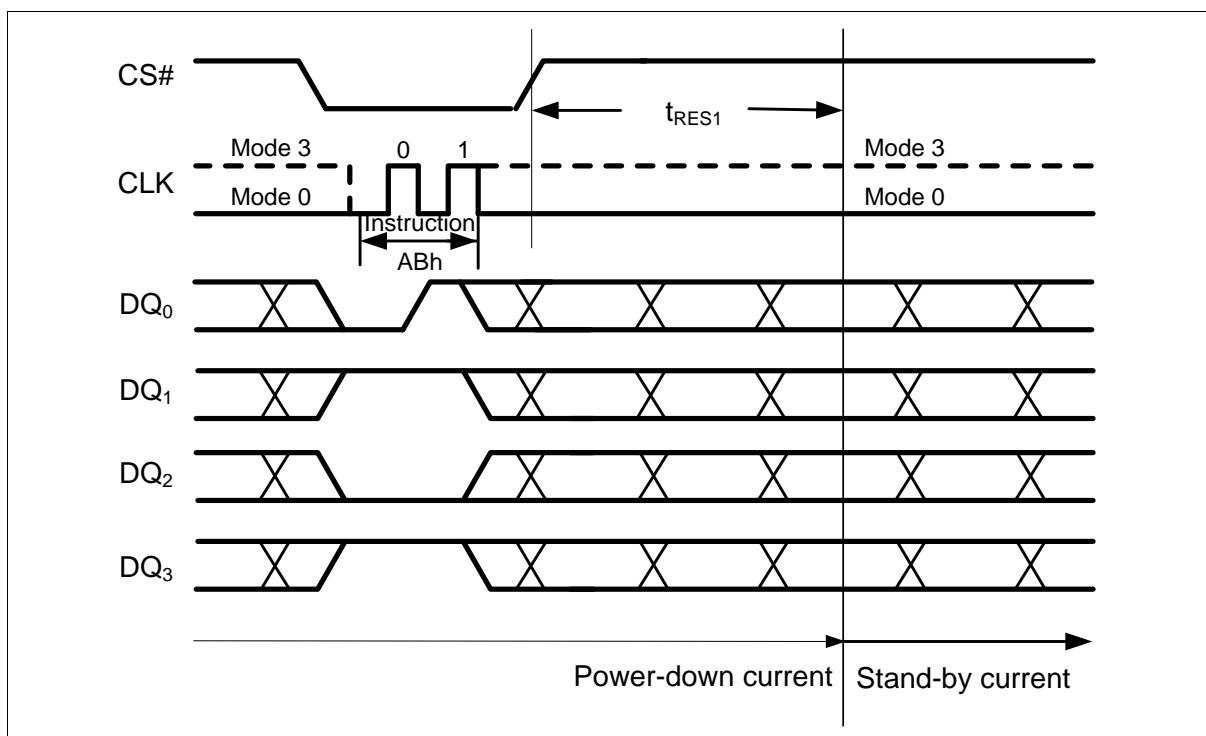 CS#
tRES1
Mode 3
0
1
Mode 3
CLK
Mode 0
Mode 0
Instruction
ABh
DQ0
DQ1
DQ2
DQ3
Power-down current
Stand-by current